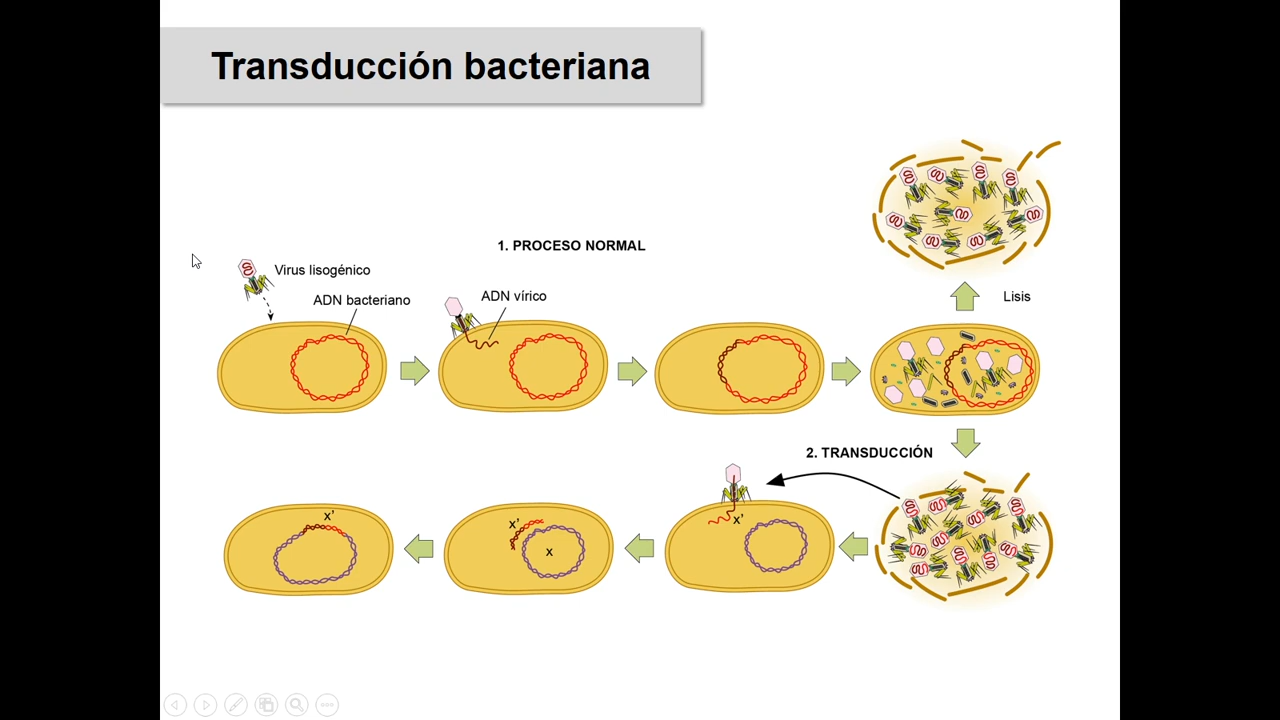 Transducción bacteriana
1. PROCESO NORMAL
Virus lisogénico
ADN bacteriano
ADN vírico
Lisis
2. TRANSDUCCIÓN
x'
x'
x
x'